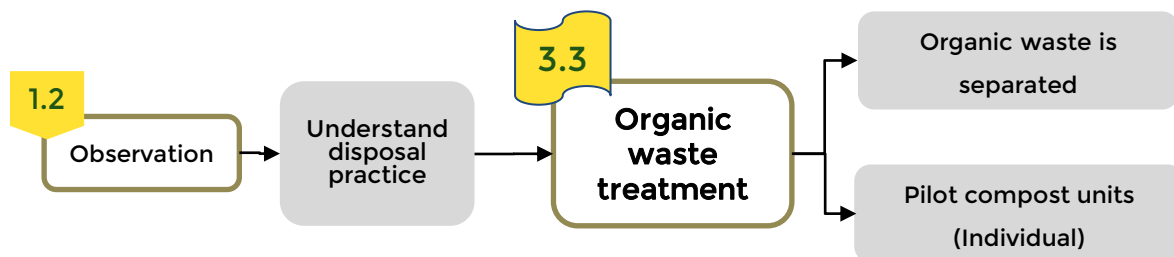 1.2
Observation
Understand
disposal
practice
3.3
Organic
waste
treatment
Organic waste is
separated
Pilot compost units
(Individual)